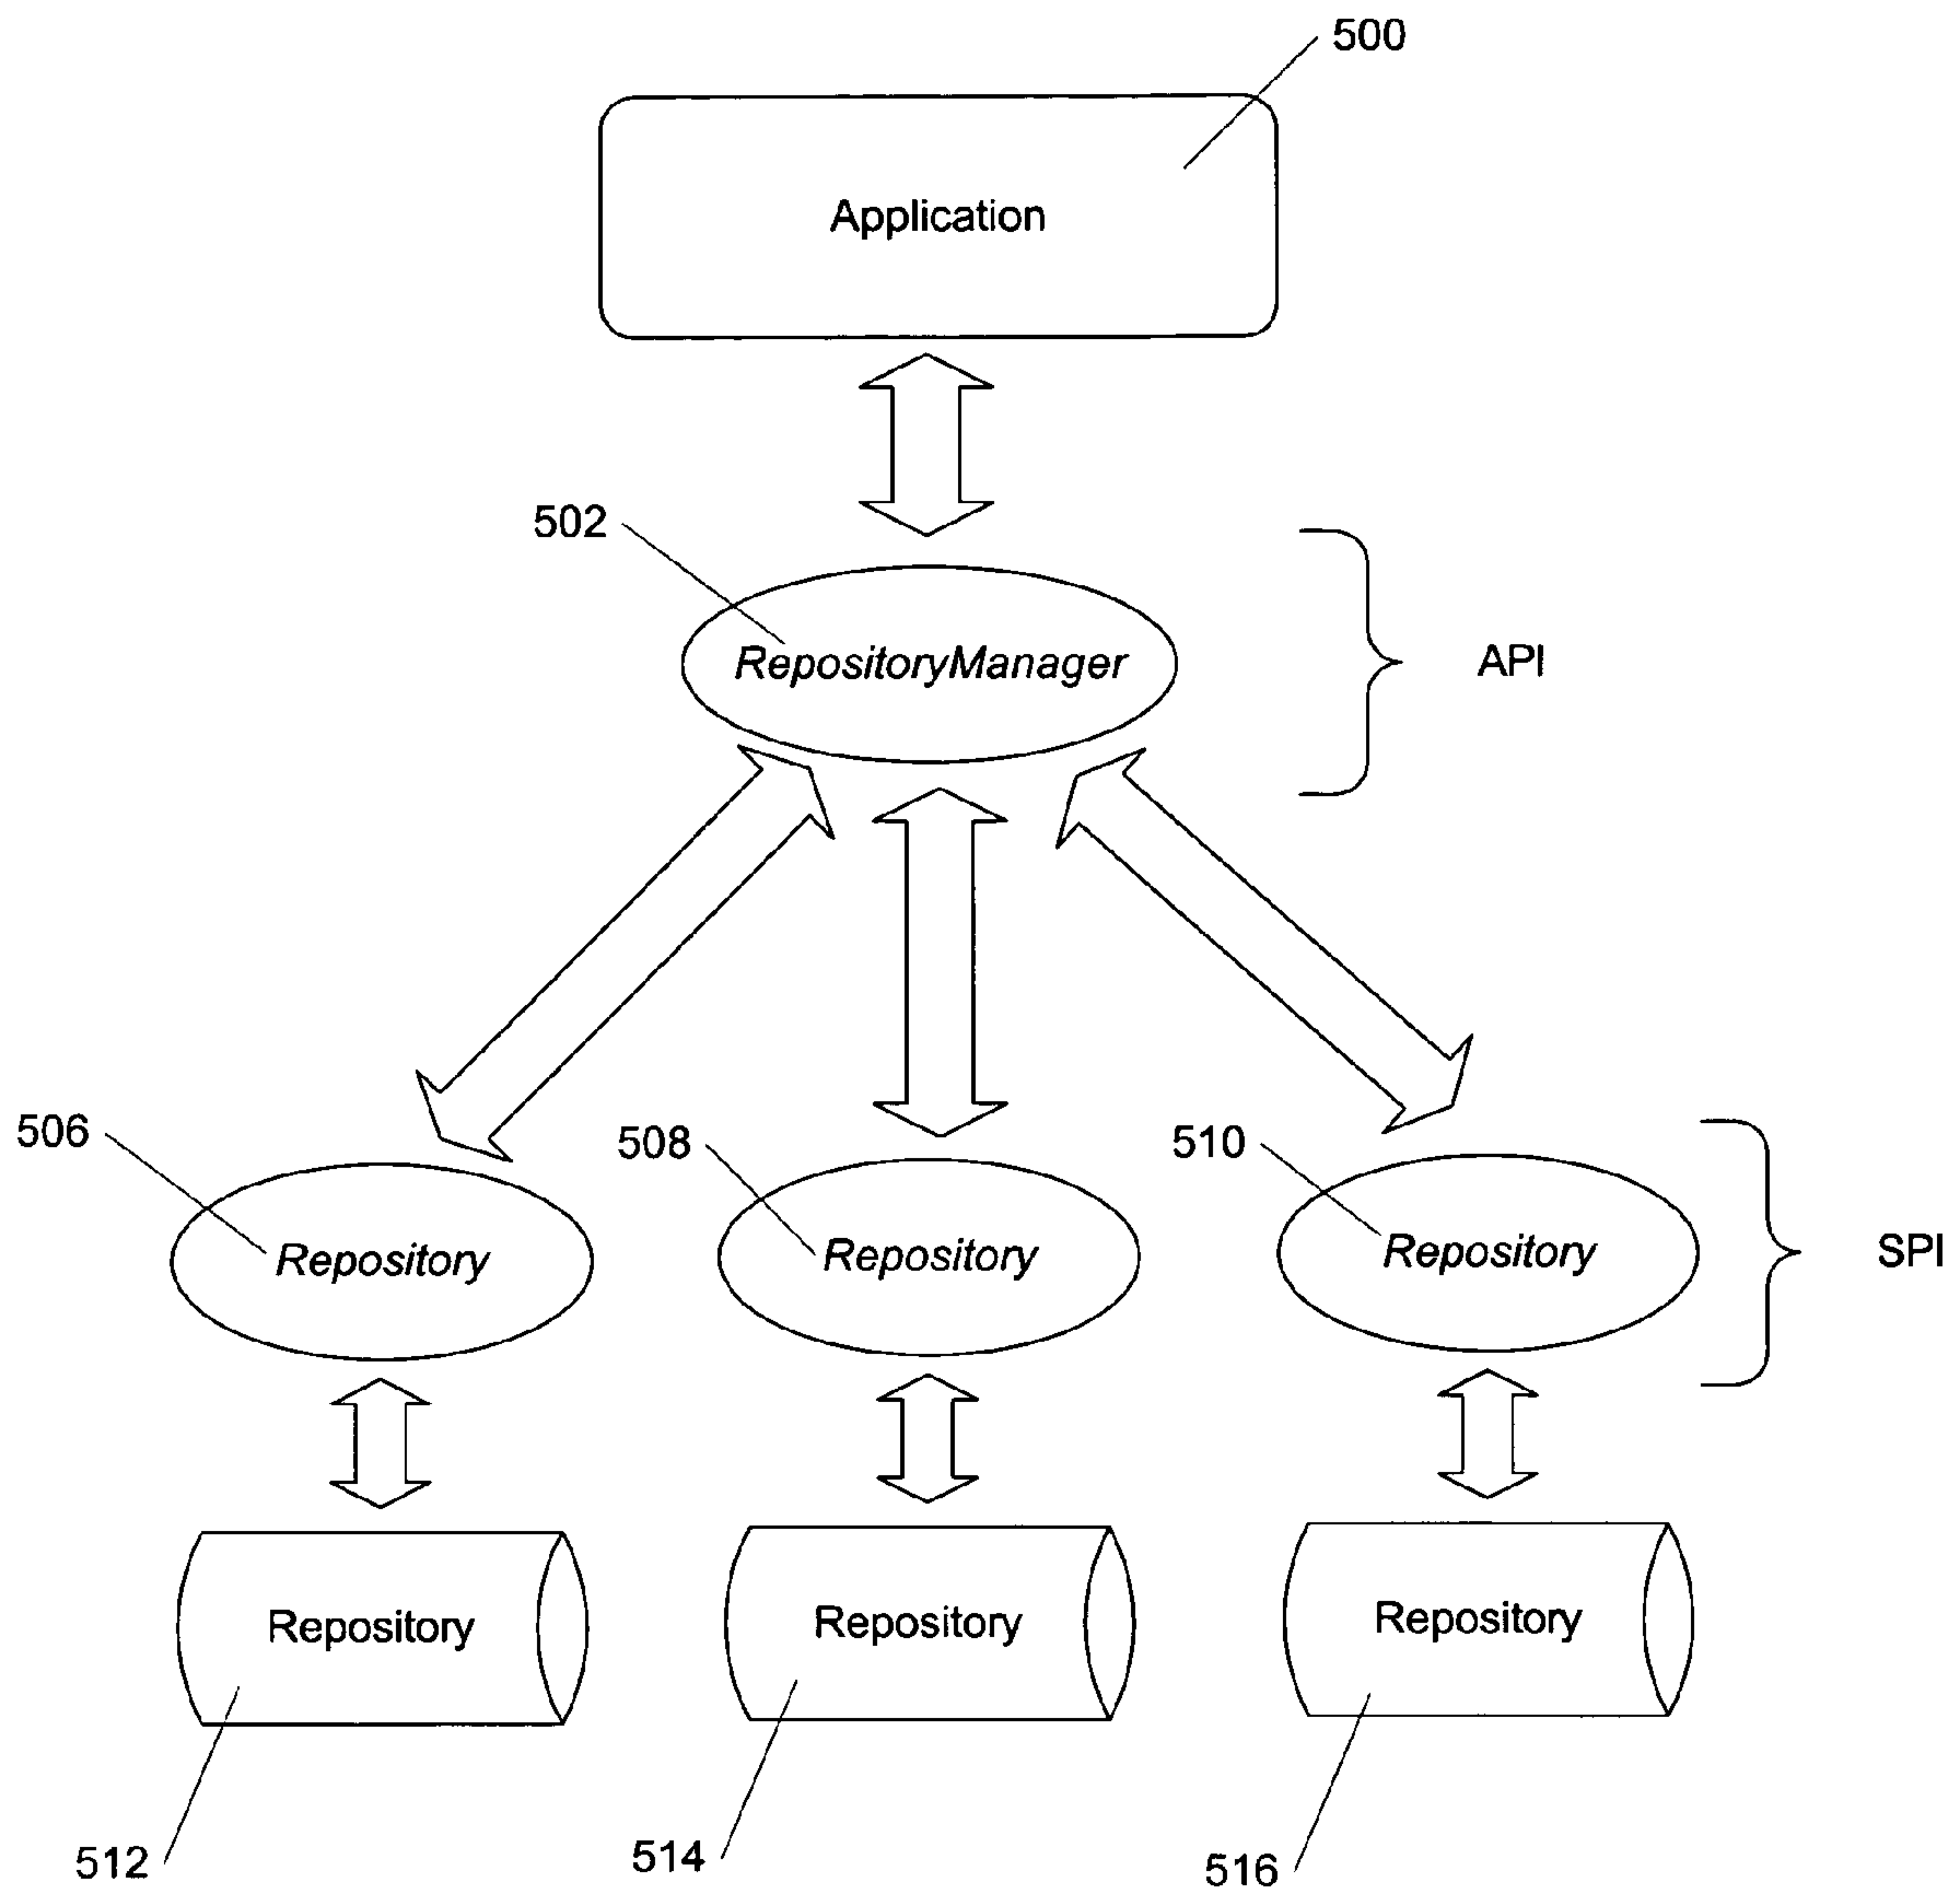 500
Application
502
RepositoryManager
API
506
508
510
Repository
Repository
Repository
SPI
Repository
Repository
Repository
512
514
516